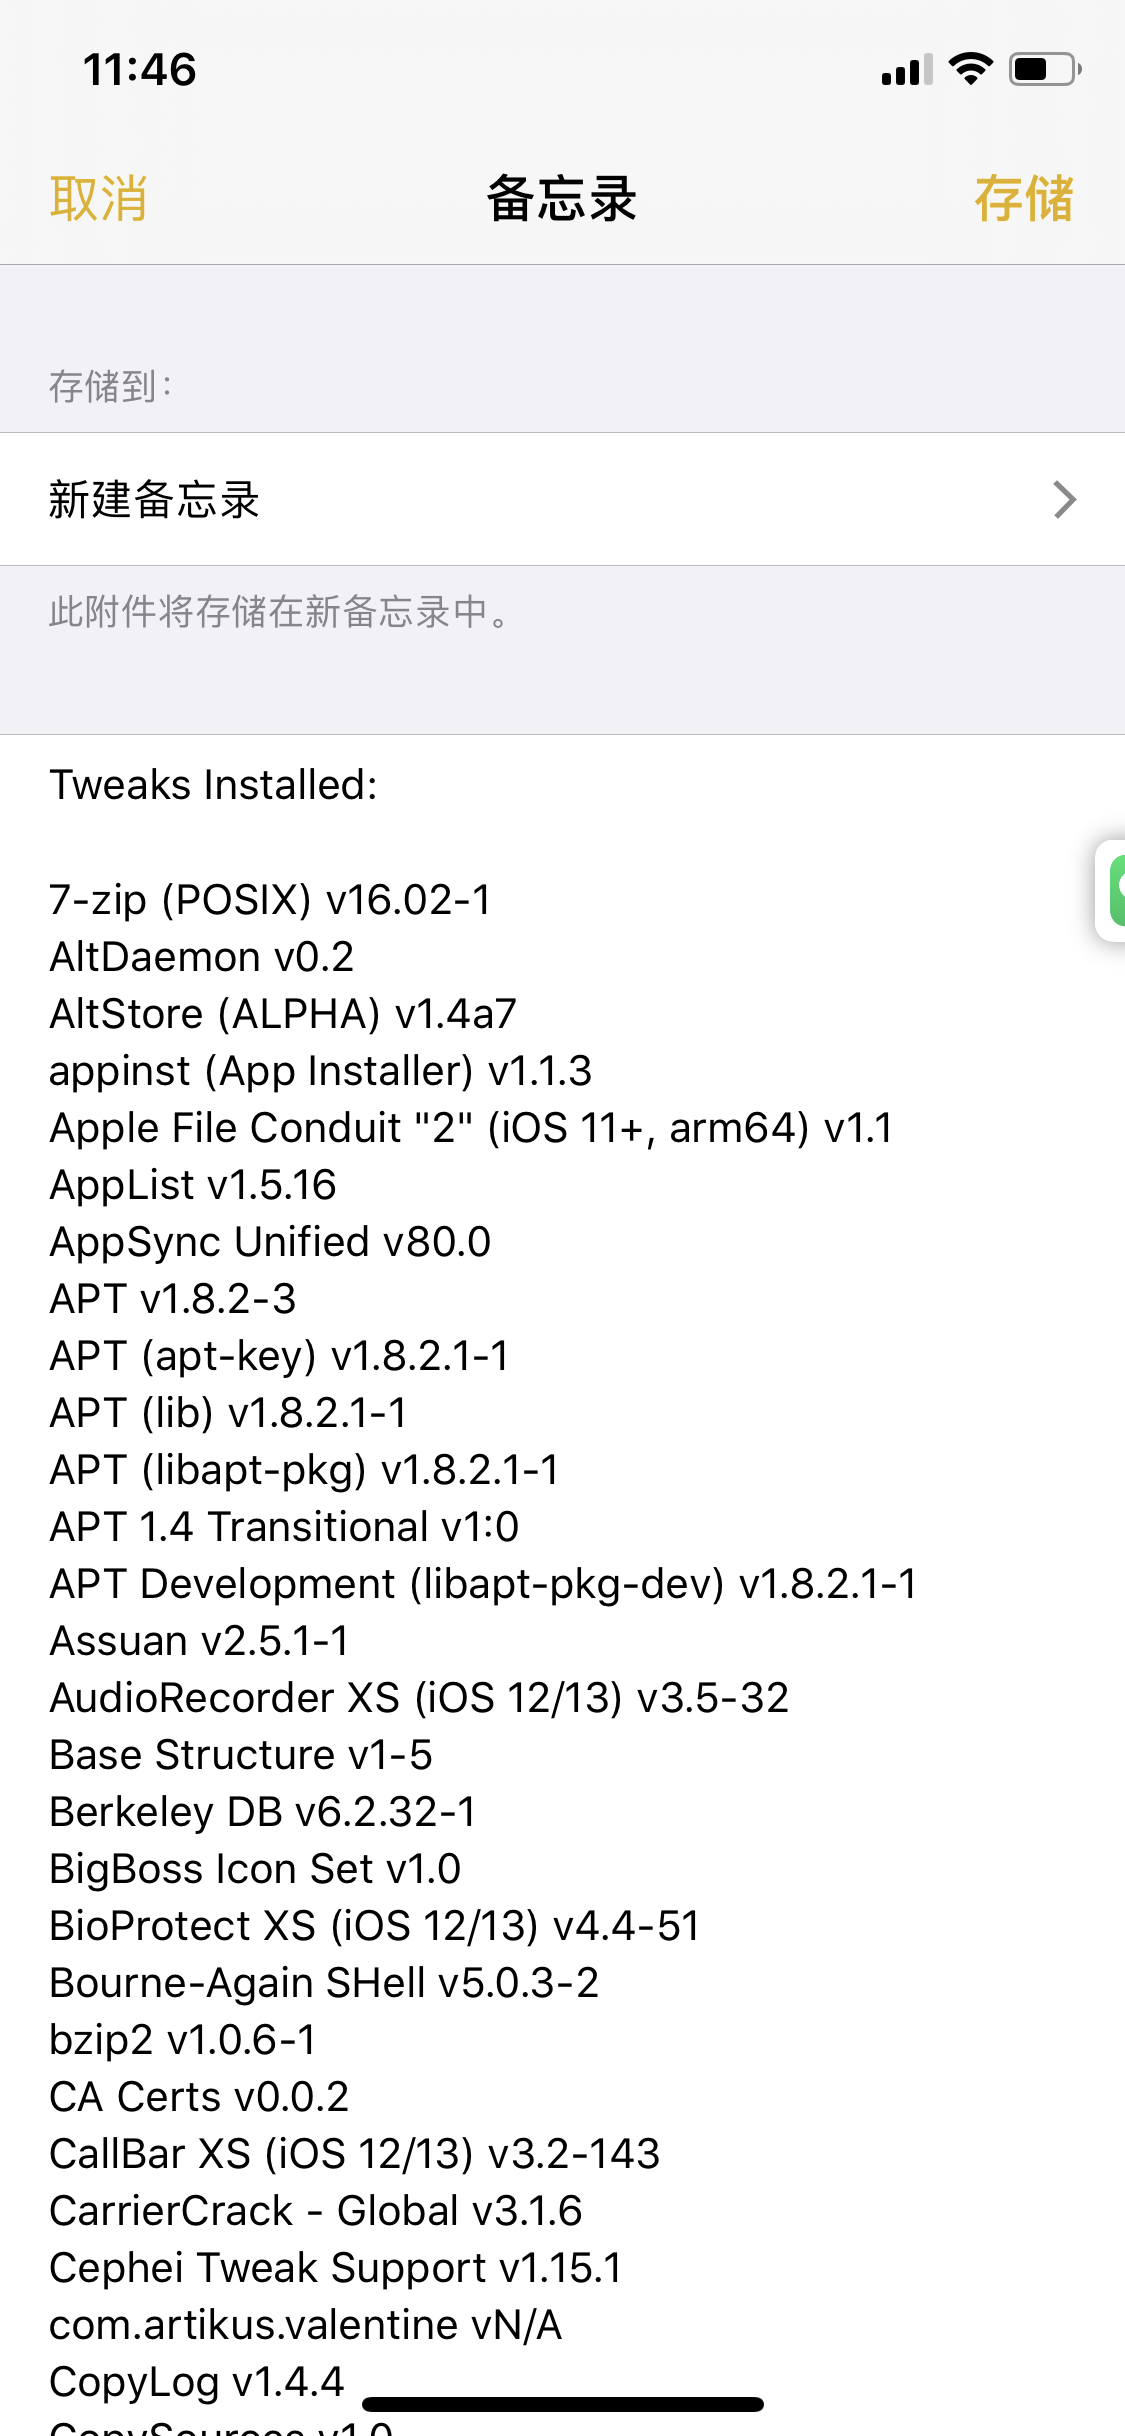 11:46
取消
备忘录
存储
存储到：
新建备忘录
此附件将存储在新备忘录中。
Tweaks Installed:
7-zip (POSIX) v16.02-1
AltDaemon v0.2
AltStore (ALPHA) v1.4a7
appinst (App Installer) v1.1.3
Apple File Conduit "2" (iOS 11+, arm64) v1.1
AppList v1.5.16
AppSync Unified v80.0
APT v1.8.2-3
APT (apt-key) v1.8.2.1-1
APT (lib) v1.8.2.1-1
APT (libapt-pkg) v1.8.2.1-1
APT 1.4 Transitional v1:0
APT Development (libapt-pkg-dev) v1.8.2.1-1
Assuan v2.5.1-1
AudioRecorder XS (iOS 12/13) v3.5-32
Base Structure v1-5
Berkeley DB v6.2.32-1
BigBoss Icon Set v1.0
BioProtect XS (iOS 12/13) v4.4-51
Bourne-Again SHell v5.0.3-2
bzip2 v1.0.6-1
CA Certs v0.0.2
CallBar XS (iOS 12/13) v3.2-143
CarrierCrack - Global v3.1.6
Cephei Tweak Support v1.15.1
com.artikus.valentine vN/A
CopyLog v1.4.4
CopySources v1.0